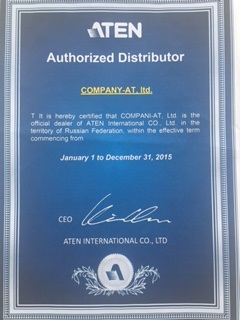 ATEN
Authorized Distributor
COMPANY-AT, ltd.
T It is hereby certified that COMPANI-AT, Ltd. is the
official dealer of ATEN International CO., Ltd. in the
territory of Russian Federation, within the effective term
commencing from
January 1 to December 31, 2015
CEO
ATEN INTERNATIONAL CO., LTD